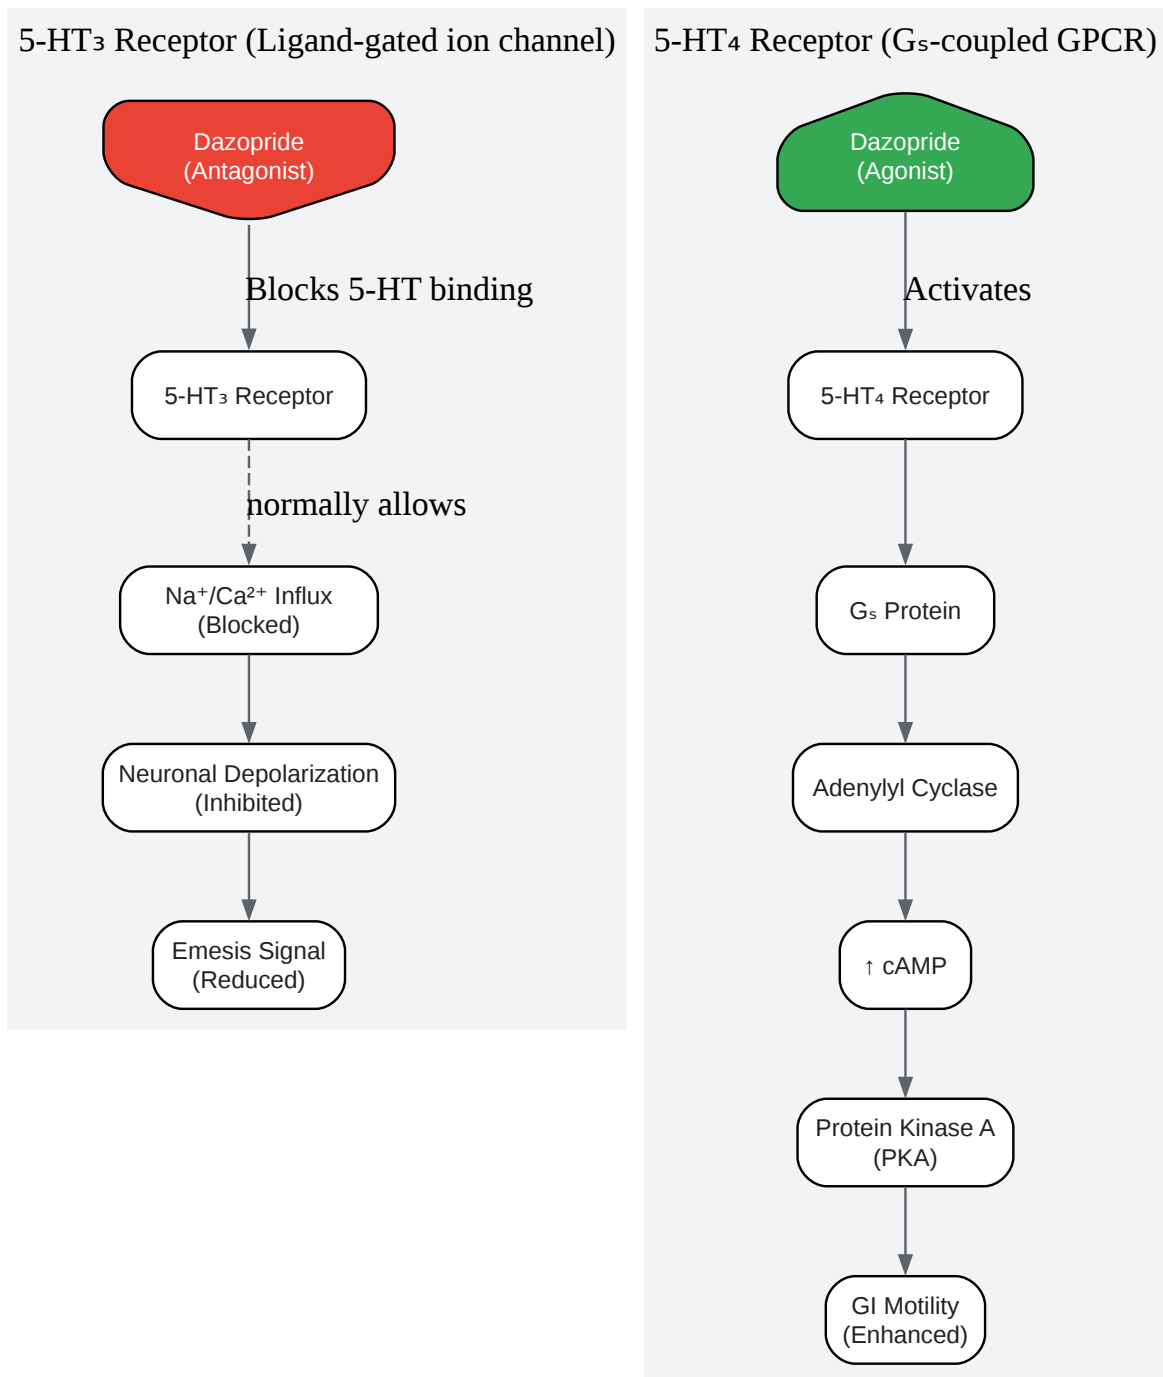 5-HT₃ Receptor (Ligand-gated ion channel)
Dazopride
(Antagonist)
Blocks 5-HT binding
5-HT₃ Receptor
normally allows
Na⁺/Ca²⁺ Influx
(Blocked)
Neuronal Depolarization
(Inhibited)
Emesis Signal
(Reduced)
5-HT₄ Receptor (Gₛ-coupled GPCR)
Dazopride
(Agonist)
Activates
5-HT₄ Receptor
Gₛ Protein
Adenylyl Cyclase
↑ cAMP
Protein Kinase A
(PKA)
GI Motility
(Enhanced)